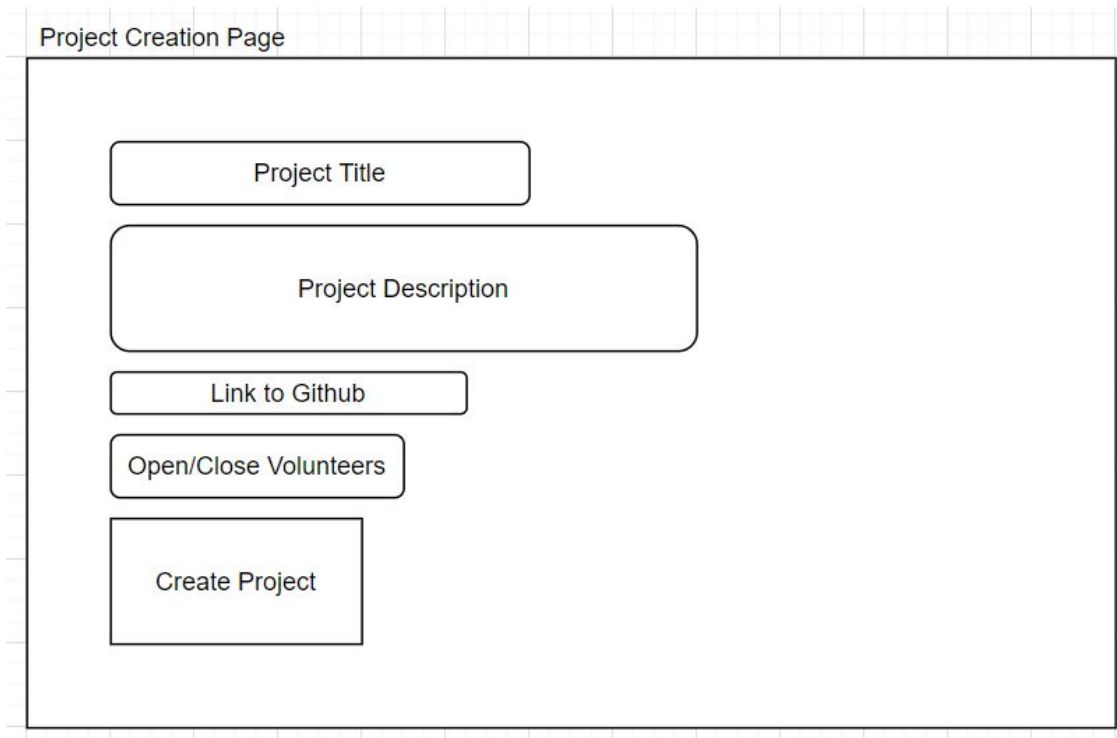 Project Creation Page
Project Title
Project Description
Link to Github
Open/Close Volunteers
Create Project